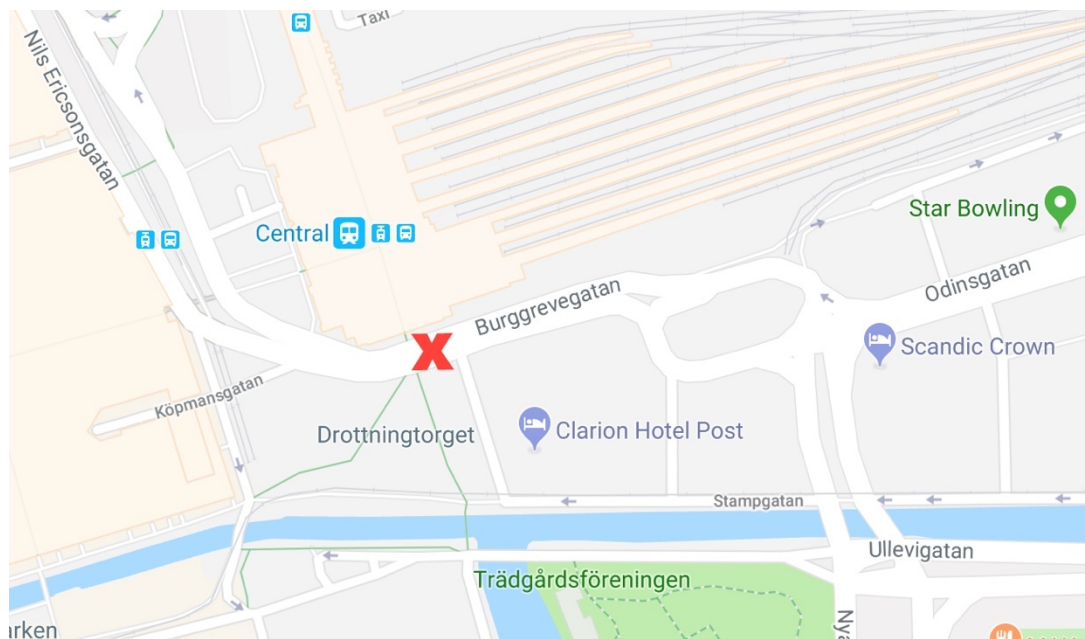 Taxi
Nils Ericsonsgatan
Star Bowling
Central
Odinsgatan
Burggrevegatan
Scandic Crown
Köpmansgatan
Drottningtorget
Clarion Hotel Post
Stampgatan
Ullevigatan
Trädgårdsföreningen
arken
Nya